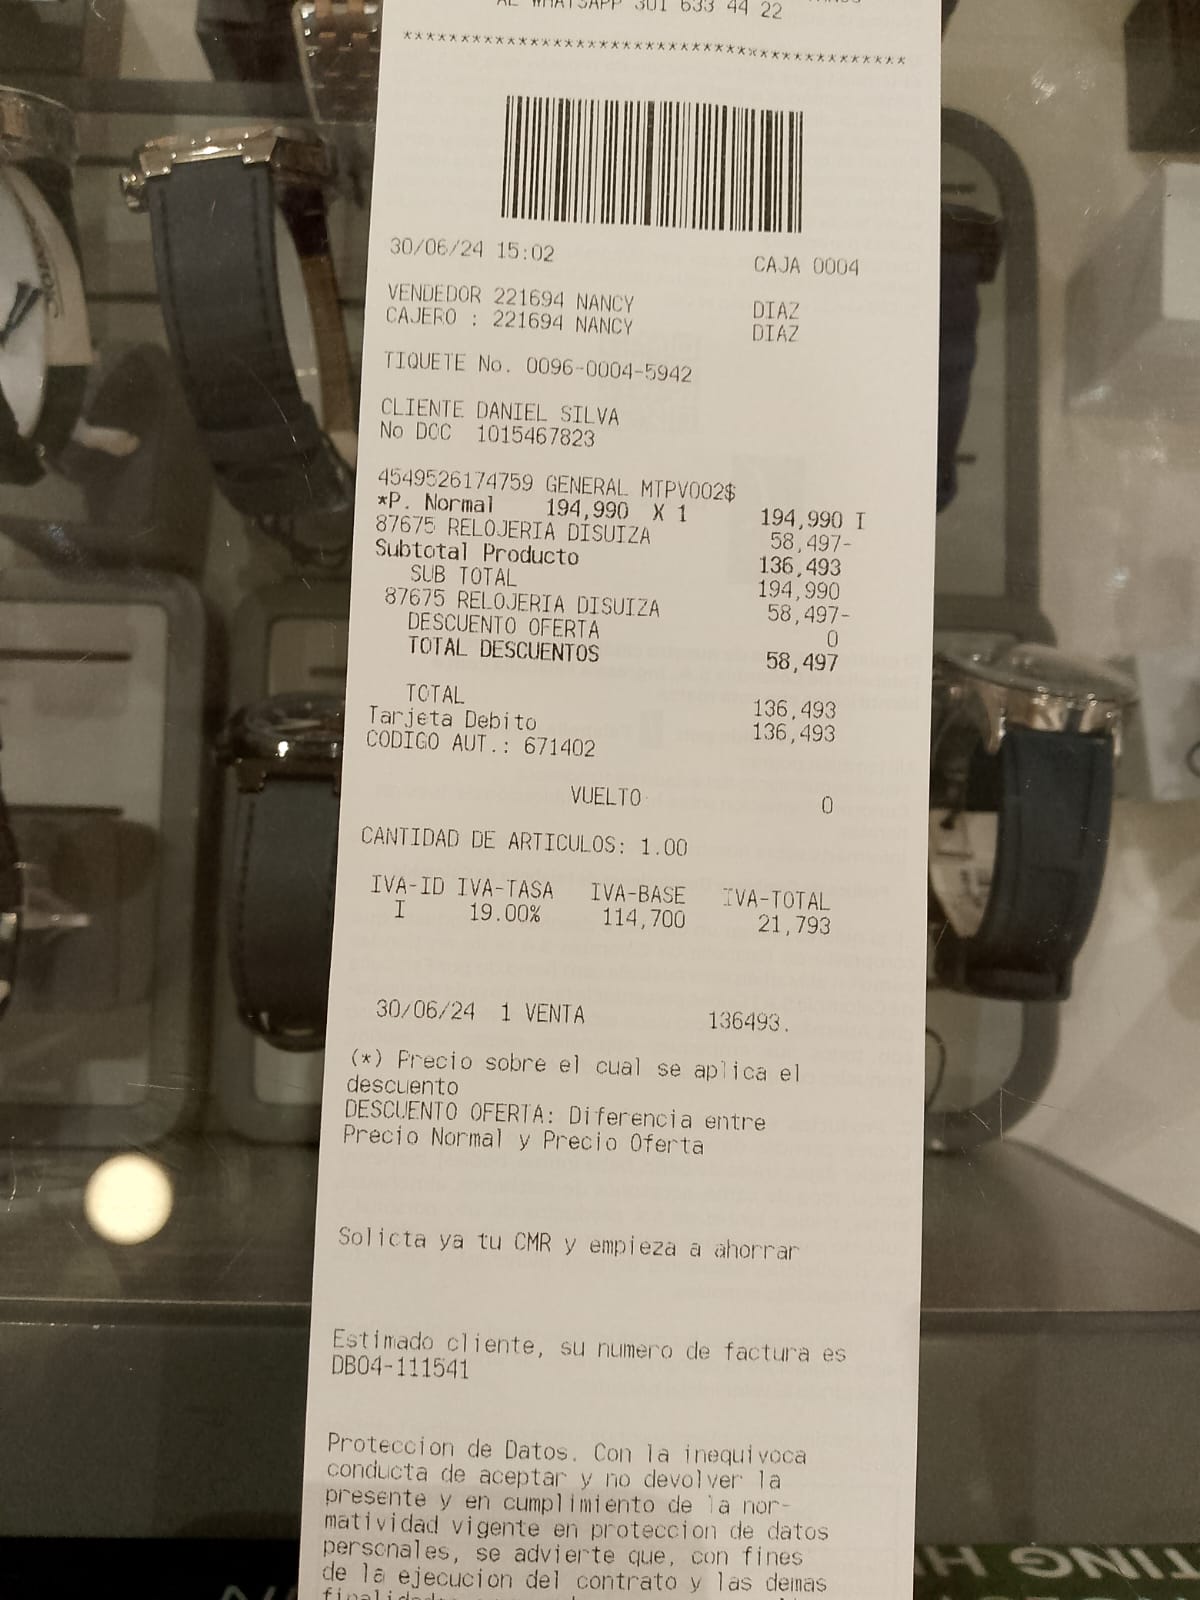 AL WHATSAPP 301 633 44 22
********************************************
30/06/24 15:02 CAJA 0004
VENDEDOR 221694 NANCY DIAZ
CAJERO : 221694 NANCY DIAZ
TIQUETE No. 0096-0004-5942
CLIENTE DANIEL SILVA
No DCC 1015467823
4549526174759 GENERAL MTPV002$
*P. Normal 194,990 X 1 194,990 I
87675 RELOJERIA DISUIZA 58,497-
Subtotal Producto 136,493
SUB TOTAL 194,990
87675 RELOJERIA DISUIZA 58,497-
DESCUENTO OFERTA 0
TOTAL DESCUENTOS 58,497
TOTAL 136,493
Tarjeta Debito 136,493
CODIGO AUT.: 671402
VUELTO 0
CANTIDAD DE ARTICULOS: 1.00
IVA-ID IVA-TASA IVA-BASE IVA-TOTAL
I 19.00% 114,700 21,793
30/06/24 1 VENTA 136493.
(*) Precio sobre el cual se aplica el
descuento
DESCUENTO OFERTA: Diferencia entre
Precio Normal y Precio Oferta
Solicta ya tu CMR y empieza a ahorrar
Estimado cliente, su numero de factura es
DB04-111541
Proteccion de Datos. Con la inequivoca
conducta de aceptar y no devolver la
presente y en cumplimiento de la nor-
matividad vigente en proteccion de datos
personales, se advierte que, con fines
de la ejecucion del contrato y las demas